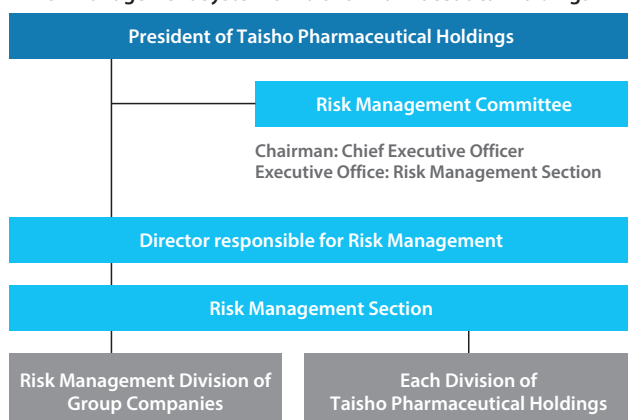 President of Taisho Pharmaceutical Holdings
Risk Management Committee
Chairman: Chief Executive Officer
Executive Office: Risk Management Section
Director responsible for Risk Management
Risk Management Section
Risk Management Division of
Group Companies
Each Division of
Taisho Pharmaceutical Holdings